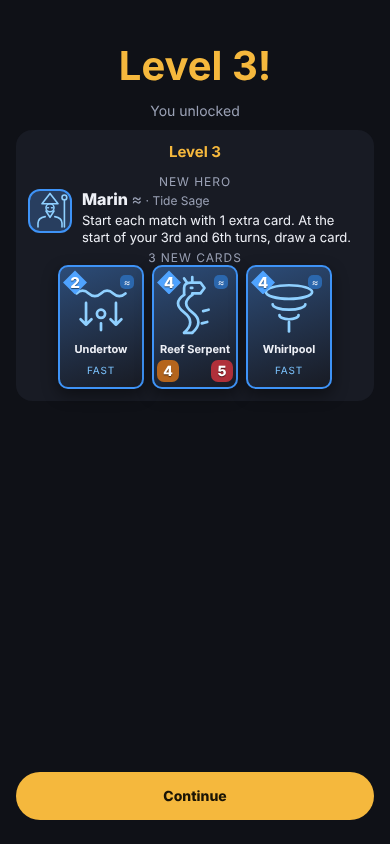 Level 3!
You unlocked
Level 3
NEW HERO
Marin ≈ · Tide Sage
Start each match with 1 extra card. At the
start of your 3rd and 6th turns, draw a card.
3 NEW CARDS
2 ≈
Undertow
FAST
4 ≈
Reef Serpent
4 5
4 ≈
Whirlpool
FAST
Continue